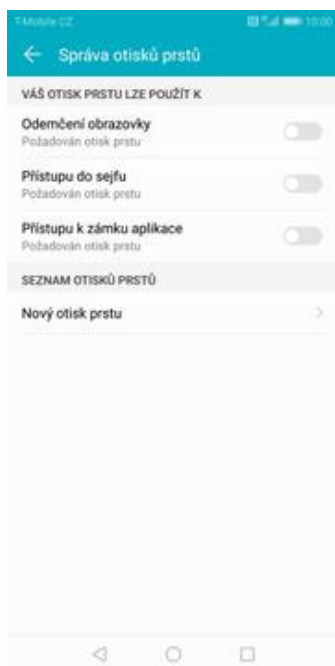 T-Mobile CZ 10:00
Správa otisků prstů
VÁŠ OTISK PRSTU LZE POUŽÍT K
Odemčení obrazovky
Požadován otisk prstu
Přístupu do sejfu
Požadován otisk prstu
Přístupu k zámku aplikace
Požadován otisk prstu
SEZNAM OTISKŮ PRSTŮ
Nový otisk prstu